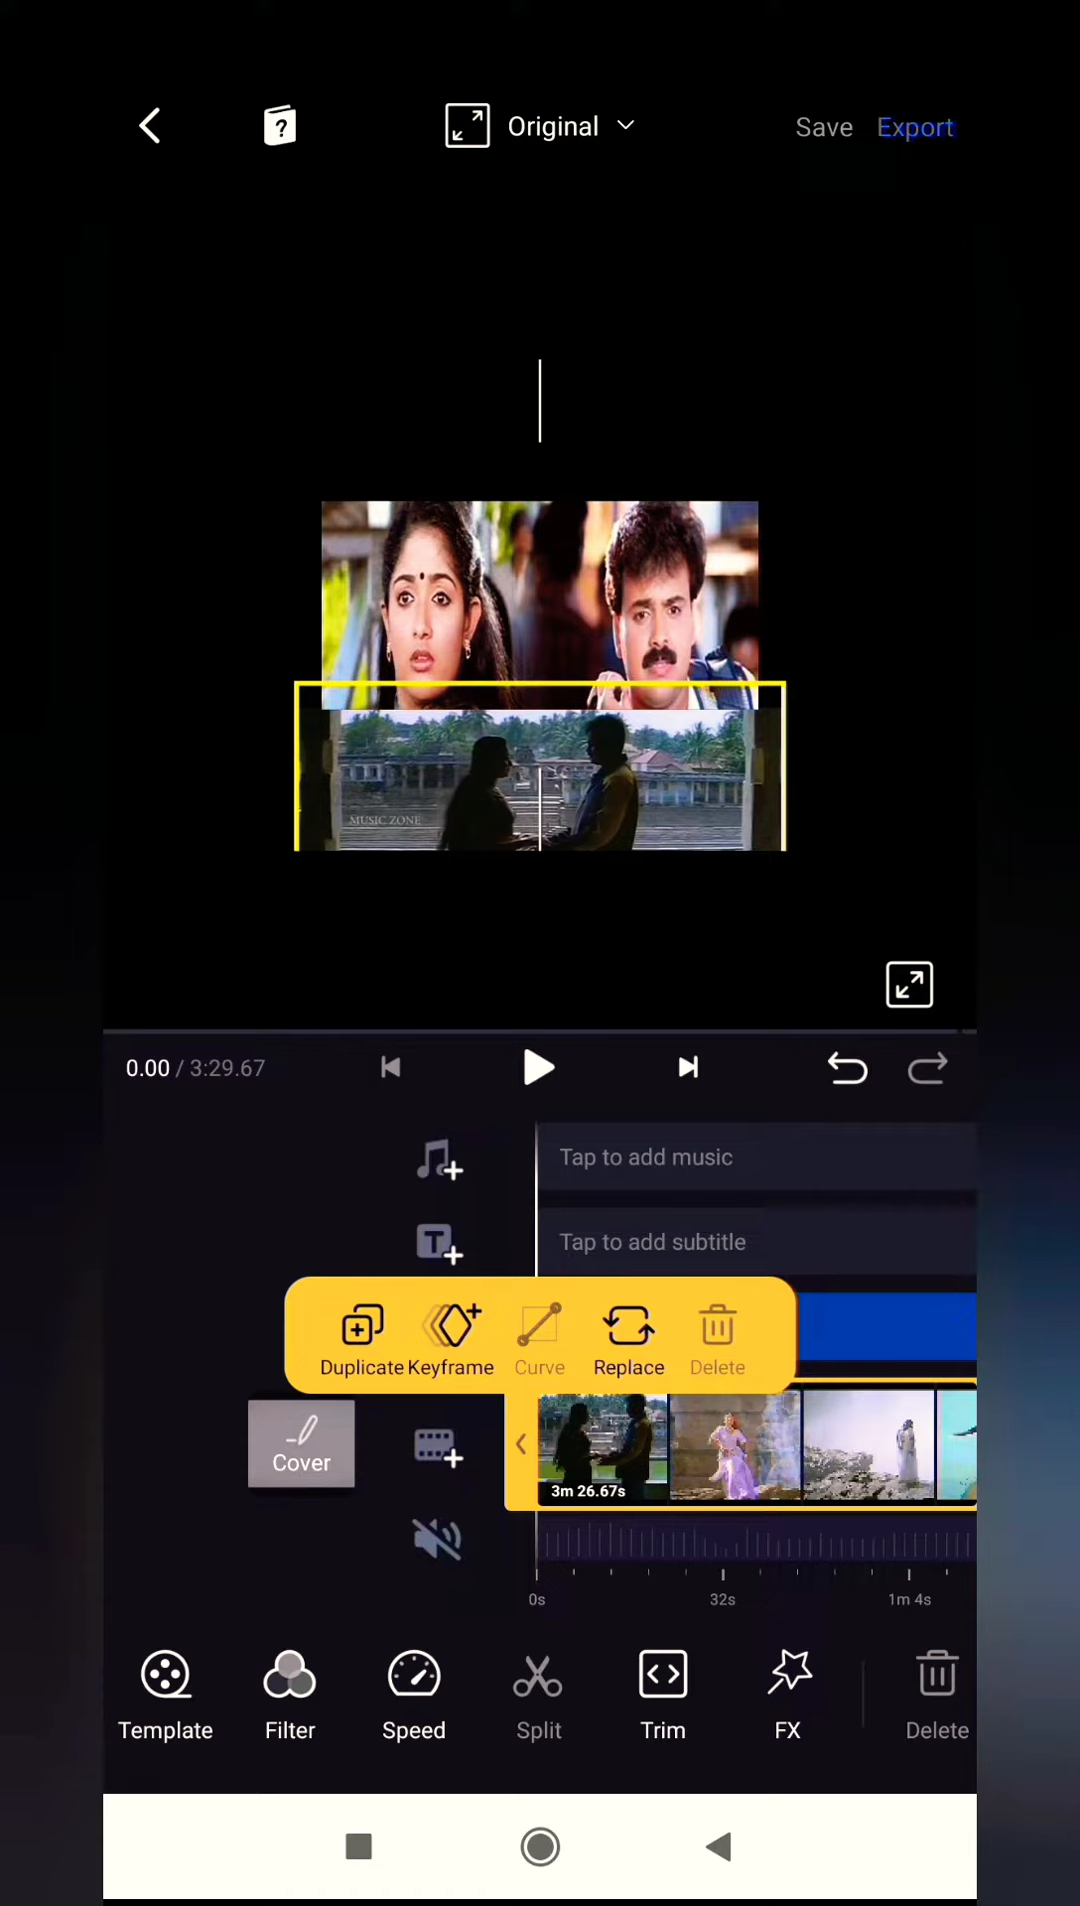 Original
Save Export
MUSIC ZONE
0.00 / 3:29.67
Tap to add music
T
Tap to add subtitle
Duplicate Keyframe Curve Replace Delete
Cover
3m 26.67s
0s 32s 1m 4s
Template Filter Speed Split Trim FX Delete